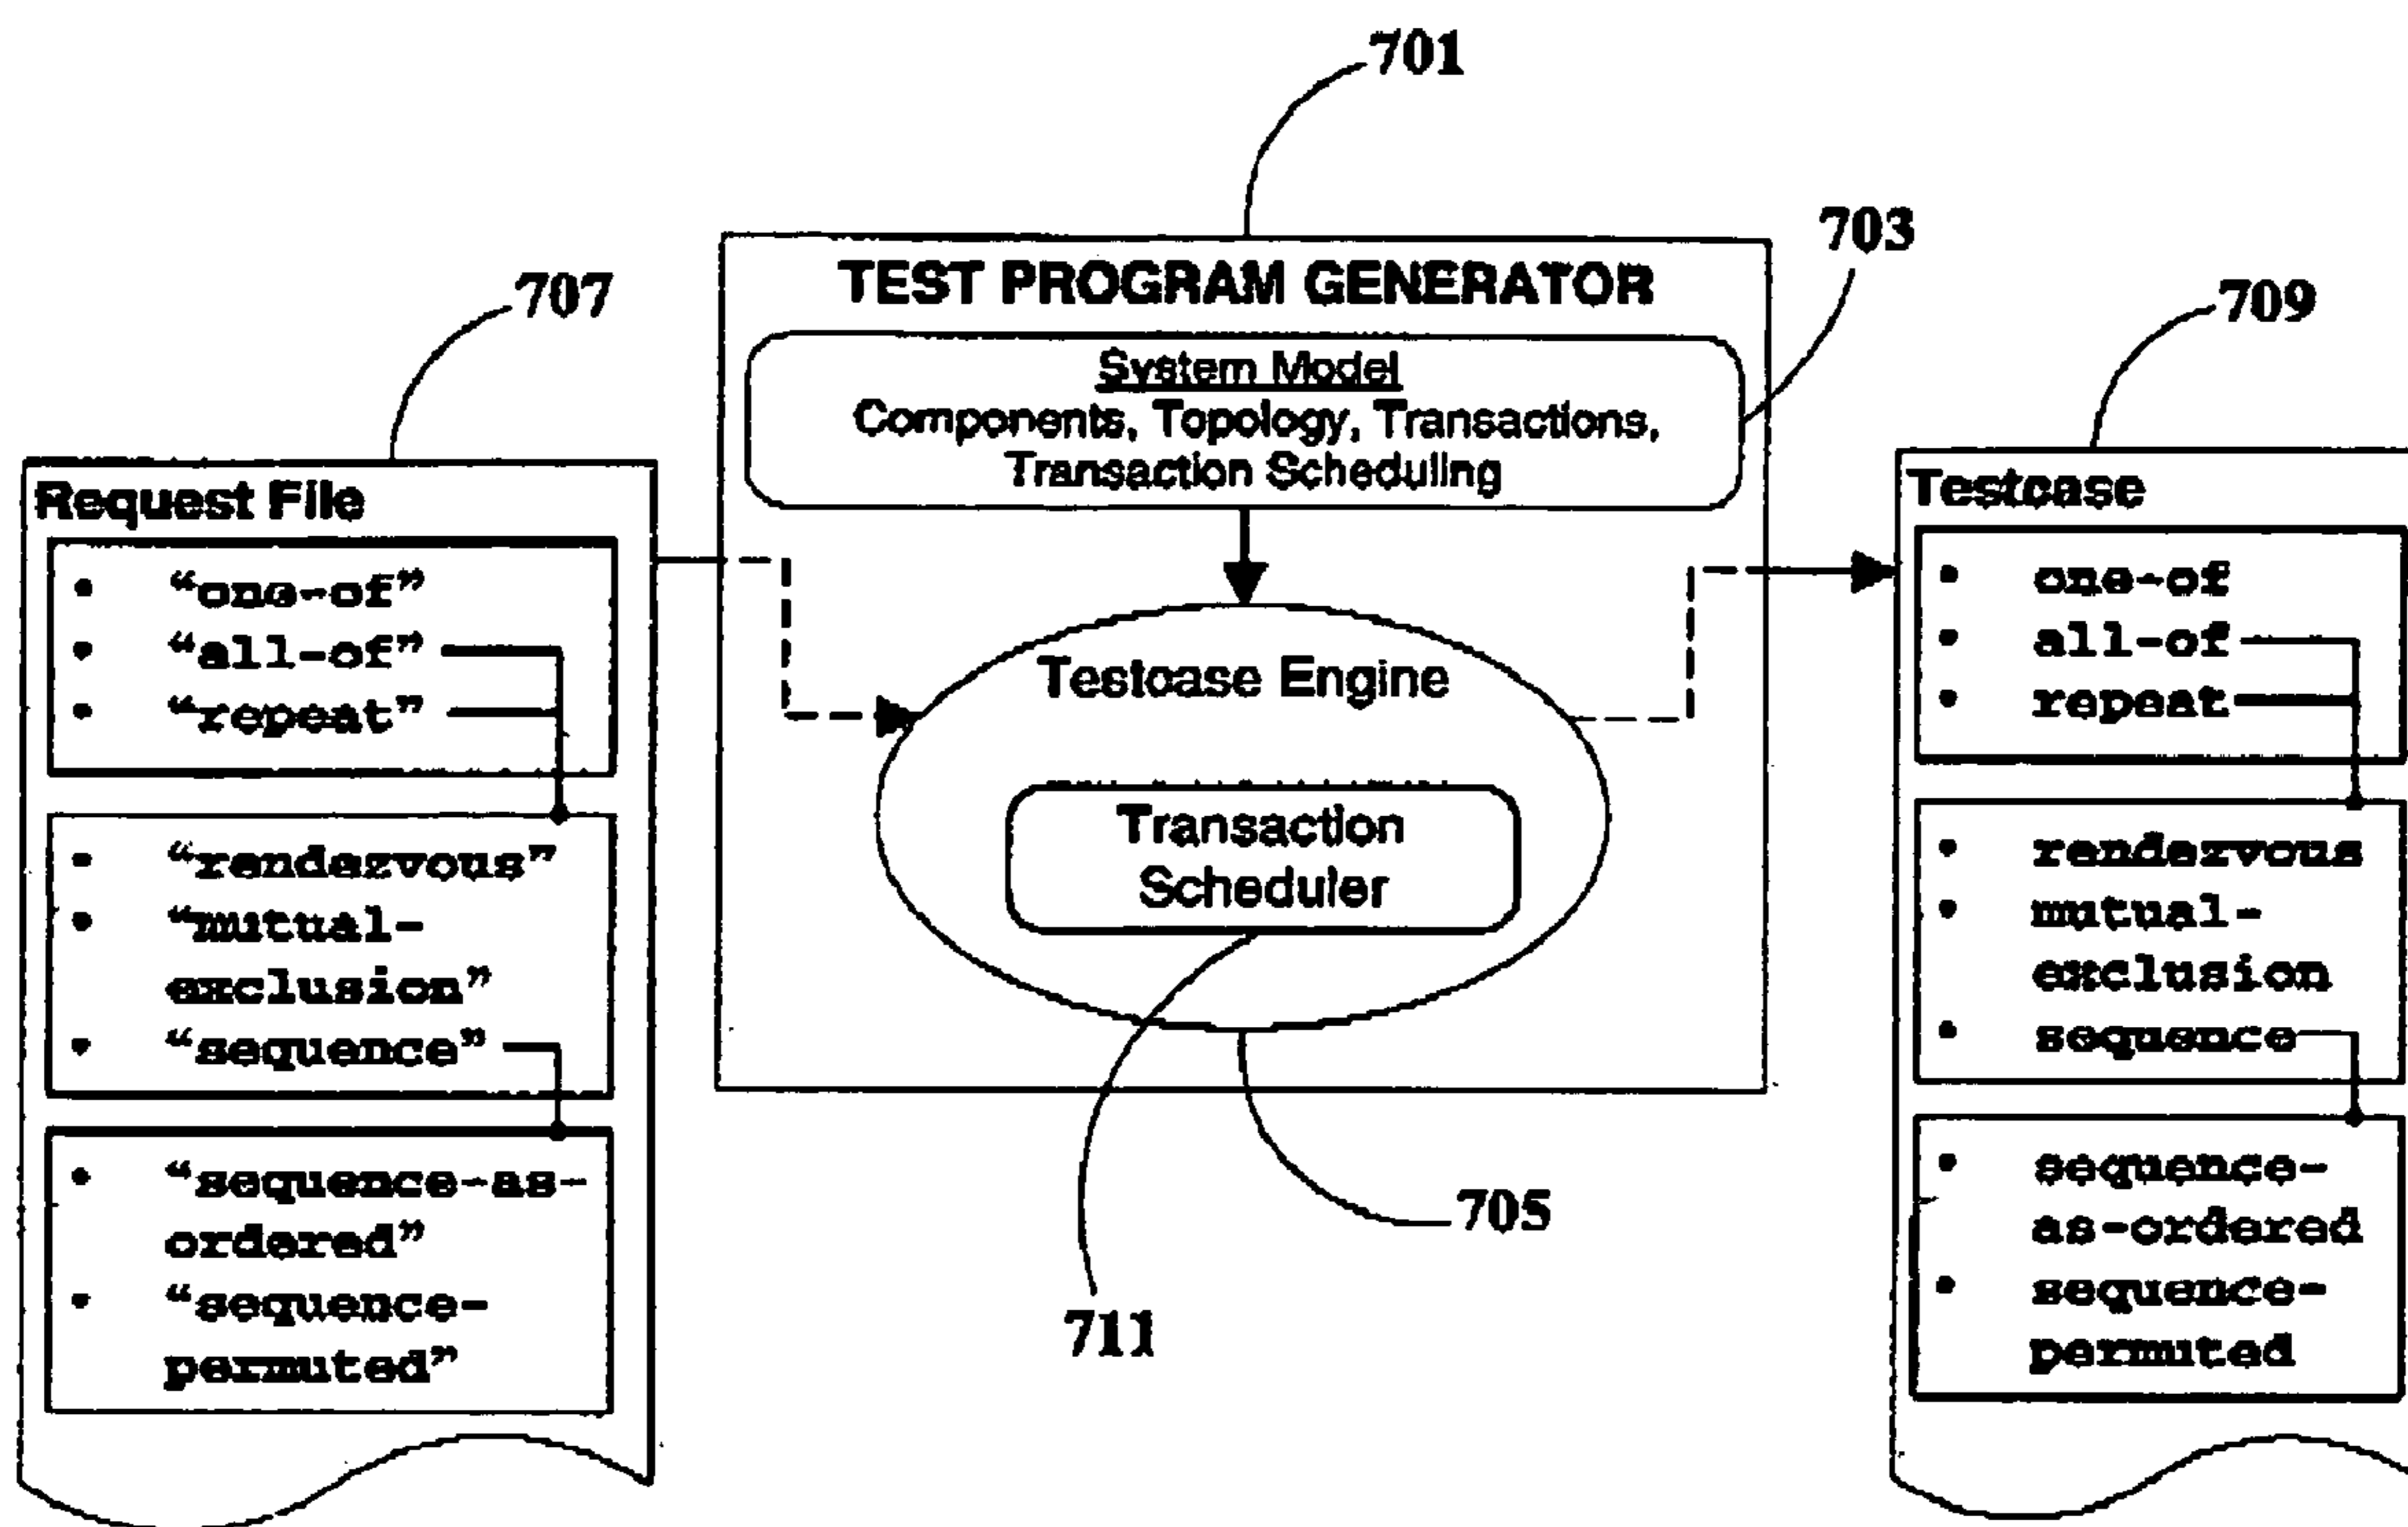 701
703
707
709
TEST PROGRAM GENERATOR
System Model
Components, Topology, Transactions,
Transaction Scheduling
Testcase Engine
Transaction
Scheduler
705
711
Request File
• “one-of”
• “all-of”
• “repeat”
• “rendezvous”
• “mutual-
exclusion”
• “sequence”
• “sequence-as-
ordered”
• “sequence-
permuted”
Testcase
• one-of
• all-of
• repeat
• rendezvous
• mutual-
exclusion
• sequence
• sequence-
as-ordered
• sequence-
permuted